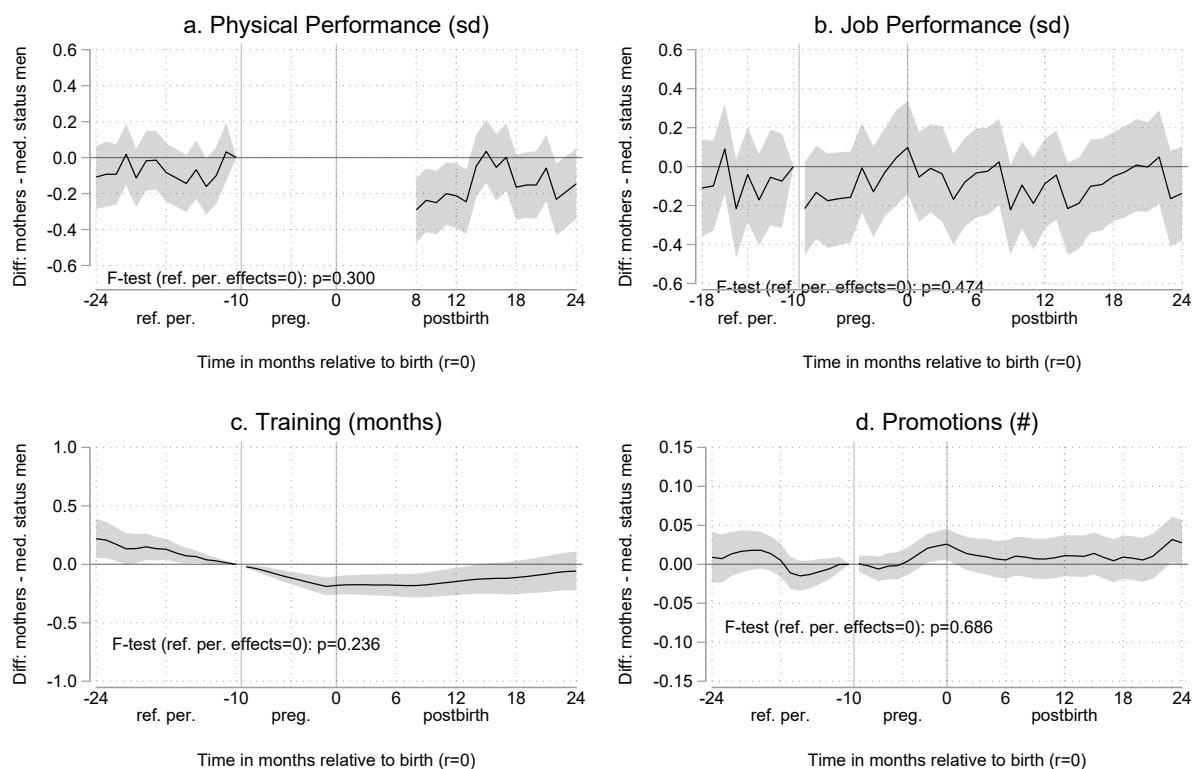 a. Physical Performance (sd)
Diff: mothers - med. status men
0.6
0.4
0.2
0.0
-0.2
-0.4
-0.6
F-test (ref. per. effects=0): p=0.300
-24 -10 0 8 12 18 24
ref. per. preg. postbirth
Time in months relative to birth (r=0)
b. Job Performance (sd)
Diff: mothers - med. status men
0.6
0.4
0.2
0.0
-0.2
-0.4
-0.6
F-test (ref. per. effects=0): p=0.474
-18 -10 0 6 12 18 24
ref. per. preg. postbirth
Time in months relative to birth (r=0)
c. Training (months)
Diff: mothers - med. status men
1.0
0.5
0.0
-0.5
-1.0
F-test (ref. per. effects=0): p=0.236
-24 -10 0 6 12 18 24
ref. per. preg. postbirth
Time in months relative to birth (r=0)
d. Promotions (#)
Diff: mothers - med. status men
0.15
0.10
0.05
0.00
-0.05
-0.10
-0.15
F-test (ref. per. effects=0): p=0.686
-24 -10 0 6 12 18 24
ref. per. preg. postbirth
Time in months relative to birth (r=0)